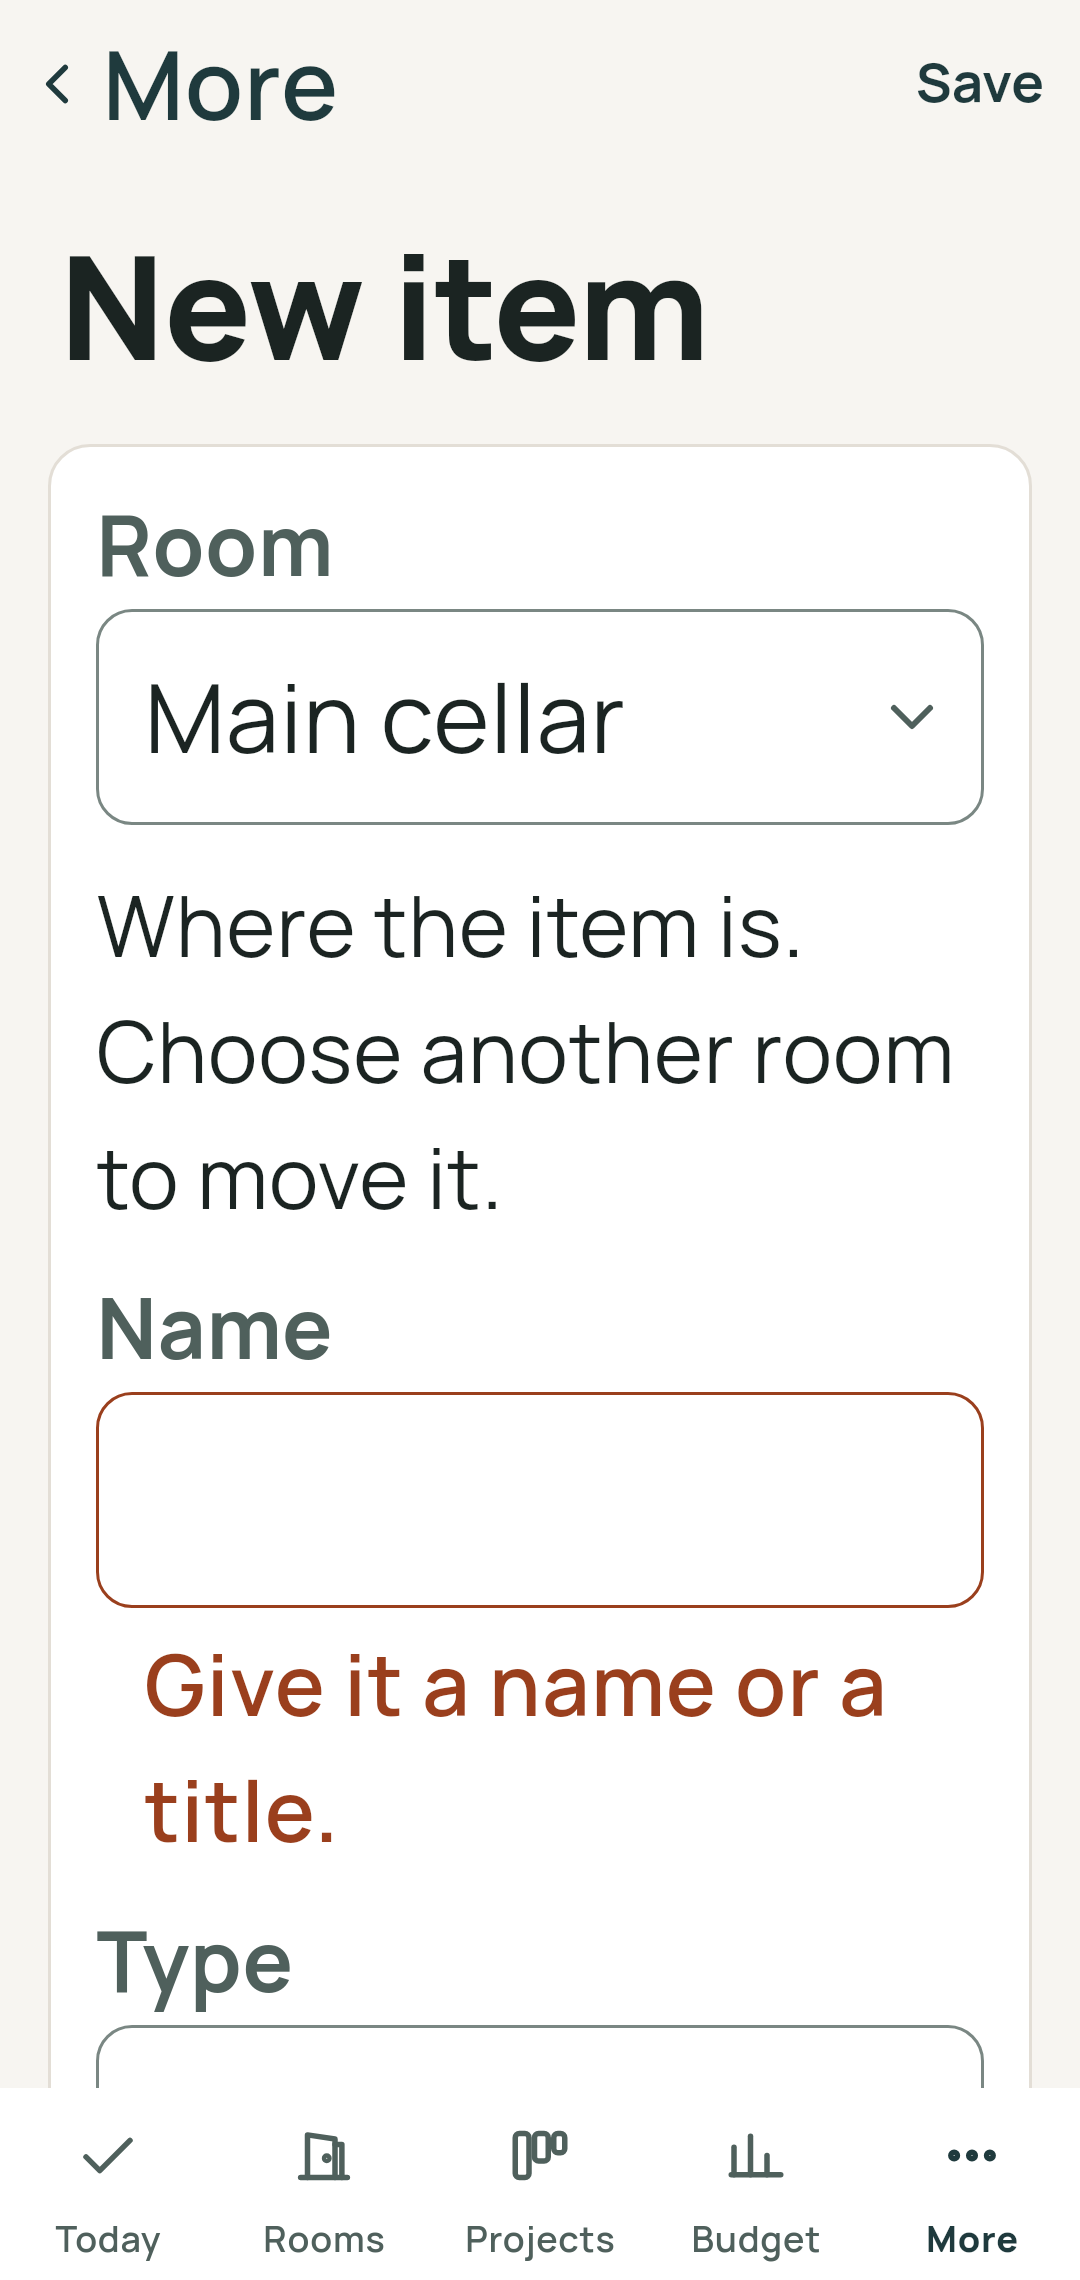 More
Save
New item
Room
Main cellar
Where the item is.
Choose another room
to move it.
Name
Give it a name or a
title.
Type
Today
Rooms
Projects
Budget
More